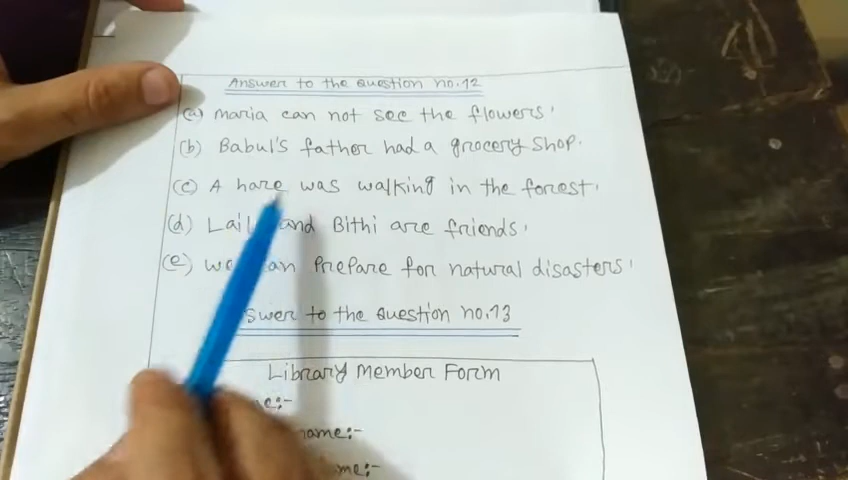 Answer to the Question no.12
(a) Maria can not see the flowers.
(b) Babul's father had a grocery shop.
(c) A hare was walking in the forest.
(d) and Bithi are friends.
(e) we prepare for natural disasters.
to the Question no.13
Library Member Form